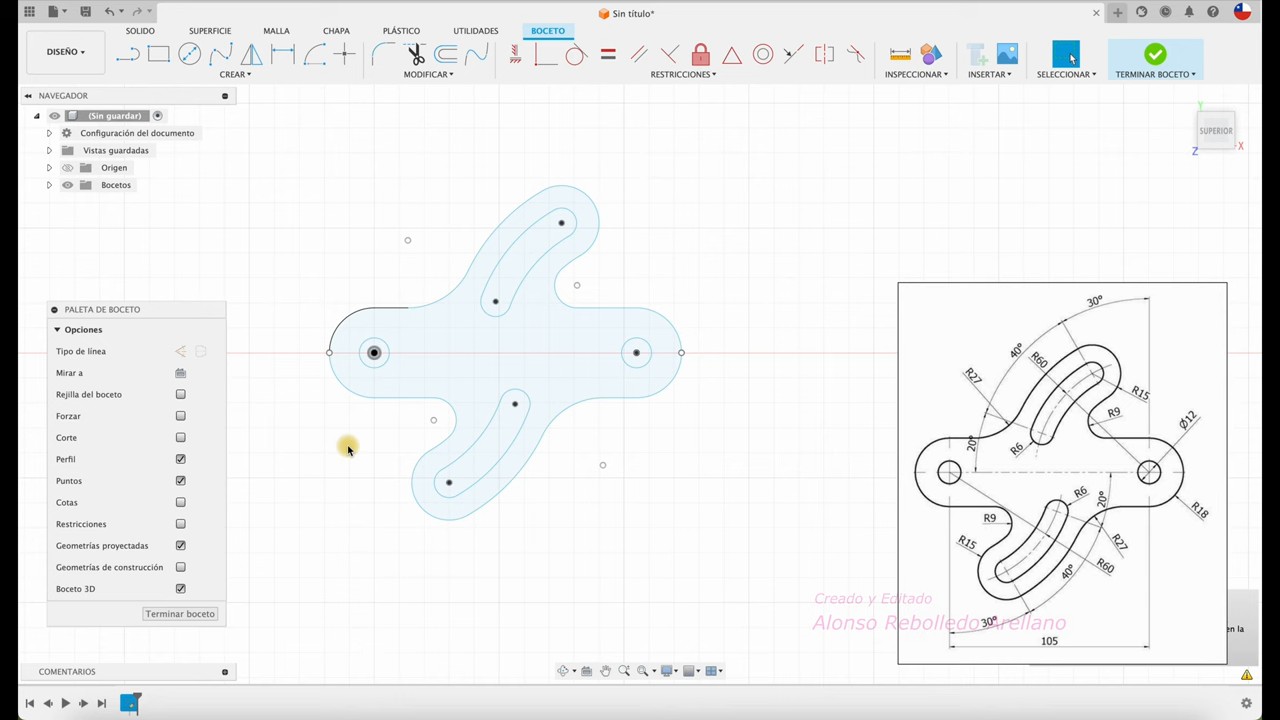 Sin título*
SÓLIDO SUPERFICIE MALLA CHAPA PLÁSTICO UTILIDADES BOCETO
DISEÑO
CREAR MODIFICAR RESTRICCIONES INSPECCIONAR INSERTAR SELECCIONAR TERMINAR BOCETO
NAVEGADOR
(Sin guardar)
Configuración del documento
Vistas guardadas
Origen
Bocetos
Y
SUPERIOR
X
Z
PALETA DE BOCETO
Opciones
Tipo de línea
Mirar a
Rejilla del boceto
Forzar
Corte
Perfil
Puntos
Cotas
Restricciones
Geometrías proyectadas
Geometrías de construcción
Boceto 3D
Terminar boceto
30°
40°
R60
R27
R15
R9
Ø12
20°
R6
R6
20°
R18
R9
R27
R15
R60
40°
30°
105
Creado y Editado
Alonso Rebolledo Arellano
en la
COMENTARIOS